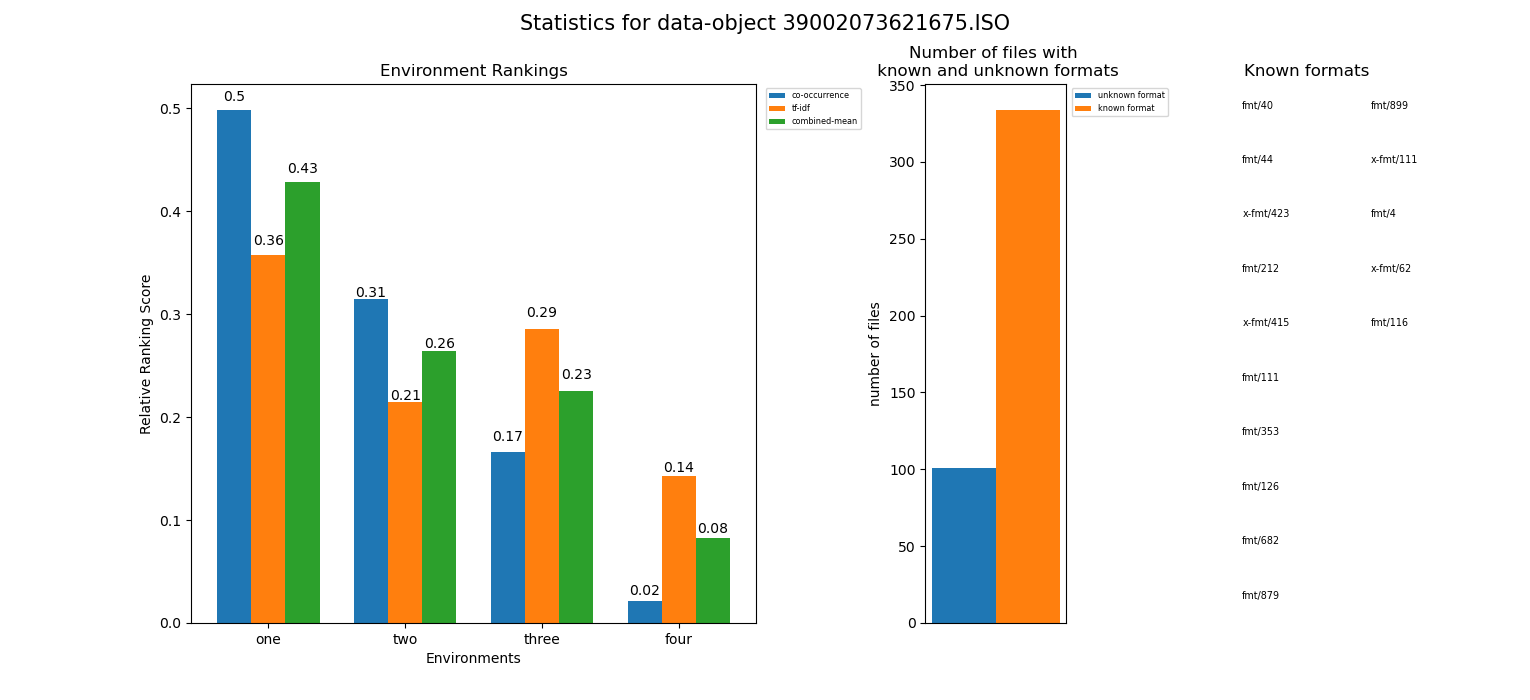 Statistics for data-object 39002073621675.ISO
Environment Rankings
Relative Ranking Score
0.5
0.4
0.3
0.2
0.1
0.0
0.5
0.36
0.43
0.31
0.21
0.26
0.17
0.29
0.23
0.02
0.14
0.08
one
two
three
four
Environments
co-occurrence
tf-idf
combined-mean
Number of files with
known and unknown formats
number of files
350
300
250
200
150
100
50
0
unknown format
known format
Known formats
fmt/40
fmt/44
x-fmt/423
fmt/212
x-fmt/415
fmt/111
fmt/353
fmt/126
fmt/682
fmt/879
fmt/899
x-fmt/111
fmt/4
x-fmt/62
fmt/116